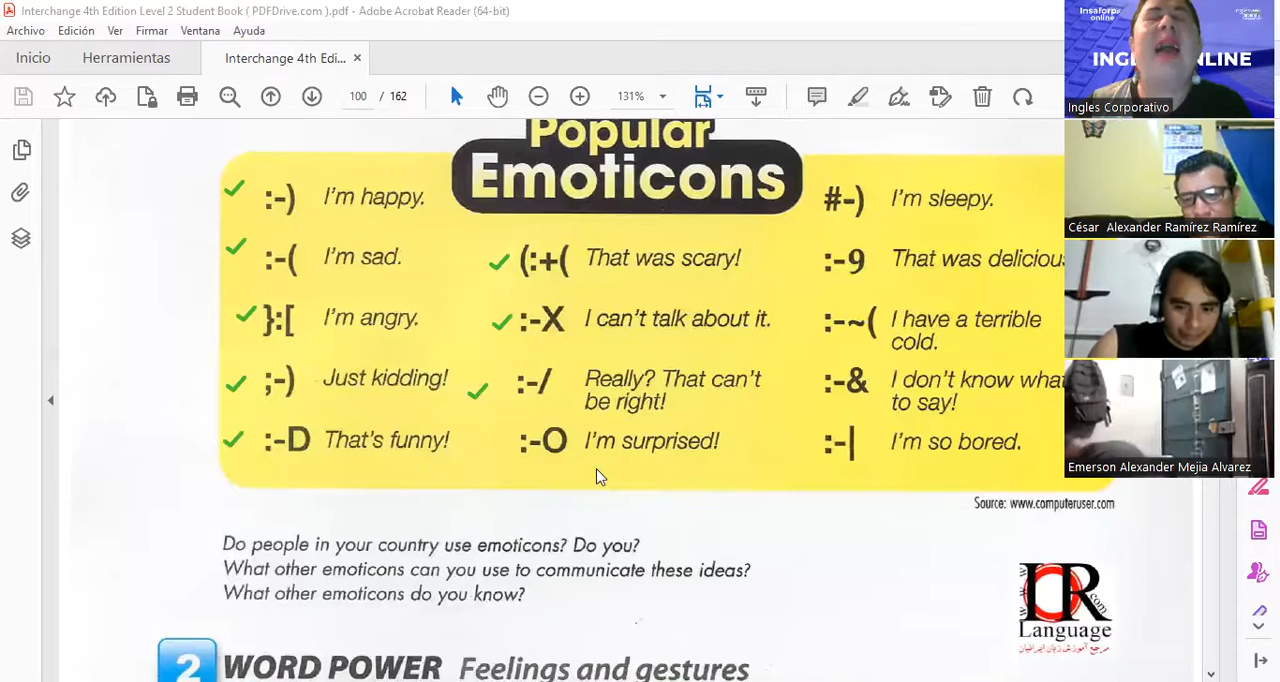 Interchange 4th Edition Level 2 Student Book ( PDFDrive.com ).pdf - Adobe Acrobat Reader (64-bit)
Archivo Edición Ver Firmar Ventana Ayuda
Inicio Herramientas Interchange 4th Edi... ×
100 / 162 131%
Popular
Emoticons
:-) I'm happy.
:-( I'm sad.
}:[ I'm angry.
;-) Just kidding!
:-D That's funny!
(:+( That was scary!
:-X I can't talk about it.
:-/ Really? That can't
be right!
:-O I'm surprised!
#-) I'm sleepy.
:-9 That was deliciou
:-~( I have a terrible
cold.
:-& I don't know wha
to say!
:-| I'm so bored.
Source: www.computeruser.com
Do people in your country use emoticons? Do you?
What other emoticons can you use to communicate these ideas?
What other emoticons do you know?
2 WORD POWER Feelings and gestures
Language
.com
Insaforp
online
INGL ONLINE
Ingles Corporativo
César Alexander Ramírez Ramírez
Emerson Alexander Mejia Alvarez